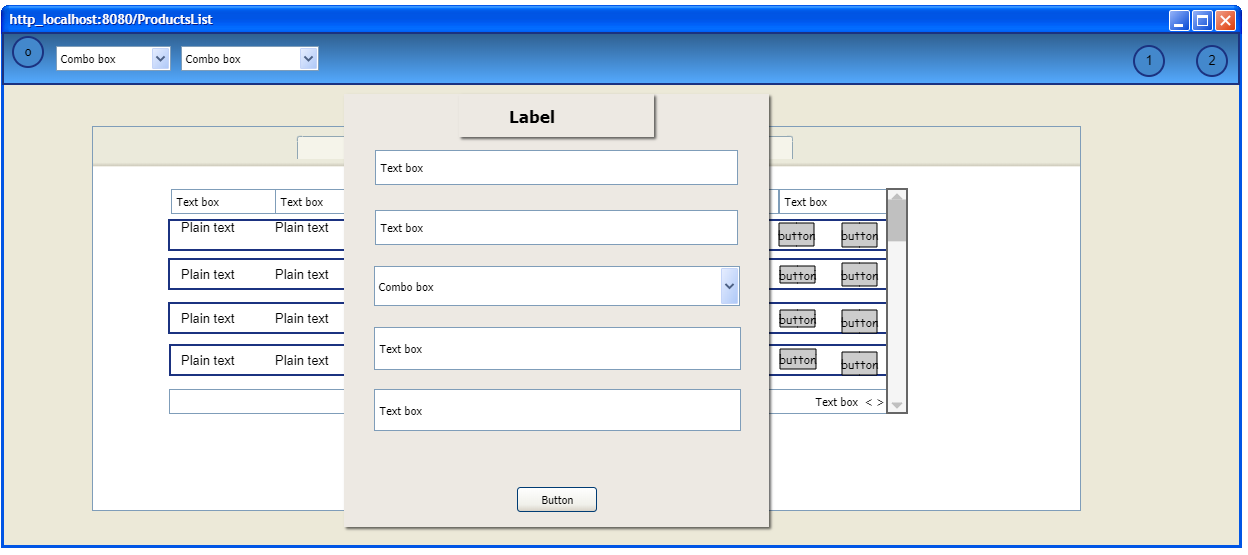 http_localhost:8080/ProductsList
o Combo box Combo box 1 2
Label
Text box
Text box Text box Text box
Plain text Plain text Text box button button
Plain text Plain text button button
Combo box
Plain text Plain text button button
Text box
Plain text Plain text button button
Text box Text box < >
Button